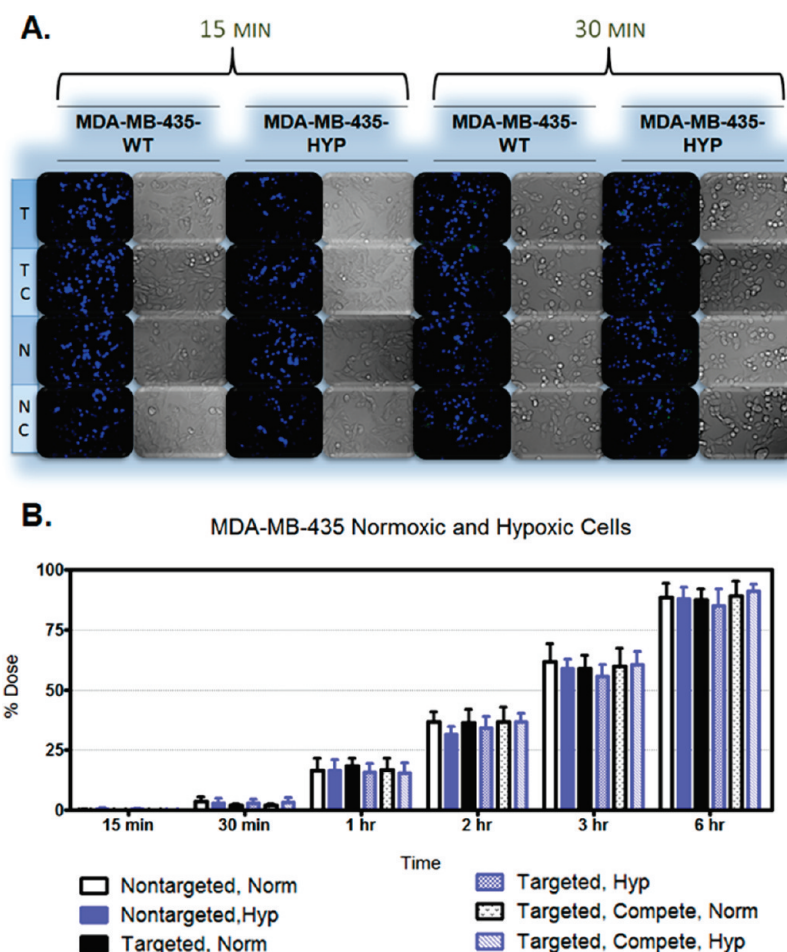 A.
15 MIN
30 MIN
MDA-MB-435-
WT
MDA-MB-435-
HYP
MDA-MB-435-
WT
MDA-MB-435-
HYP
T
T
C
N
N
C
B.
MDA-MB-435 Normoxic and Hypoxic Cells
100
75
50
25
0
% Dose
15 min
30 min
1 hr
2 hr
3 hr
6 hr
Time
Nontargeted, Norm
Nontargeted,Hyp
Targeted, Norm
Targeted, Hyp
Targeted, Compete, Norm
Targeted, Compete, Hyp